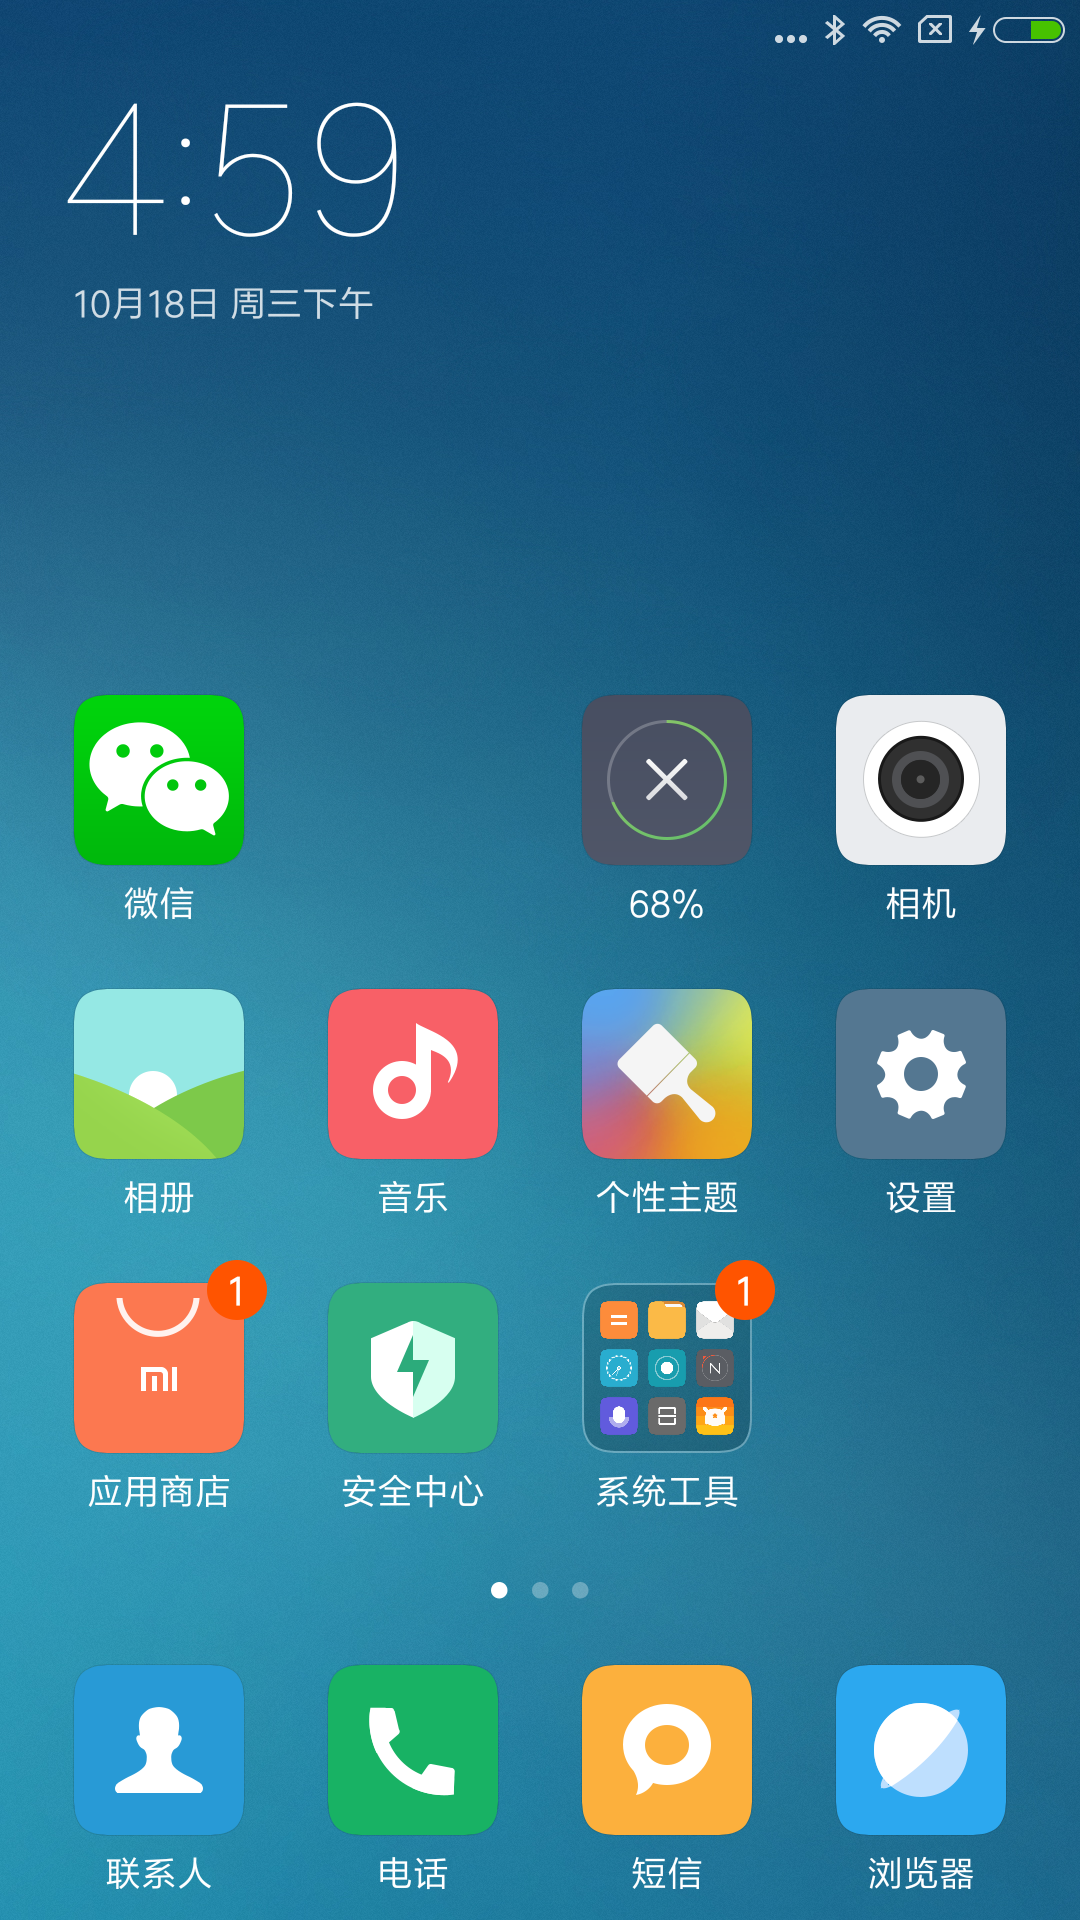 4:59
10月18日 周三下午
微信
68%
相机
相册
音乐
个性主题
设置
1
1
MI
N
应用商店
安全中心
系统工具
联系人
电话
短信
浏览器